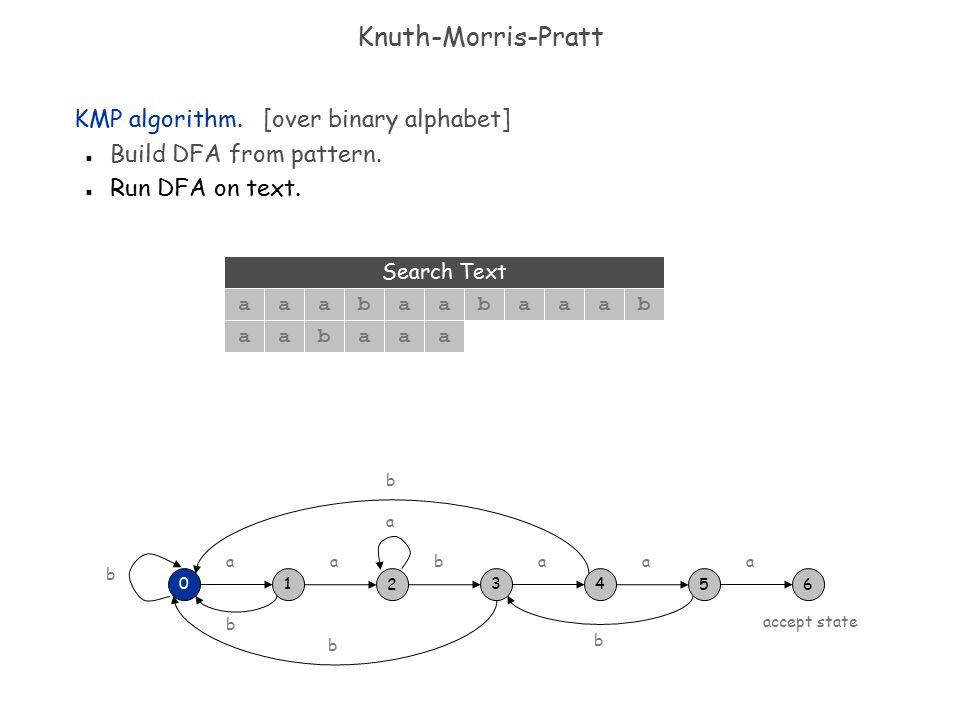 Knuth-Morris-Pratt
KMP algorithm. [over binary alphabet]
Build DFA from pattern.
Run DFA on text.
Search Text
a a a b a a b a a a b
a a b a a a
b
a
a a b a a a
b
0 1 2 3 4 5 6
accept state
b
b
b